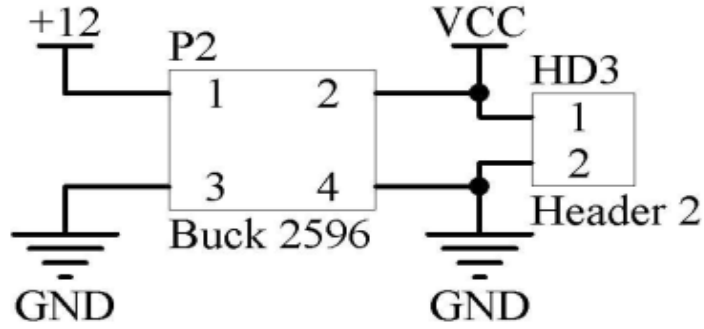 +12
P2
VCC
HD3
1 2
1
2
3 4
Buck 2596
Header 2
GND
GND